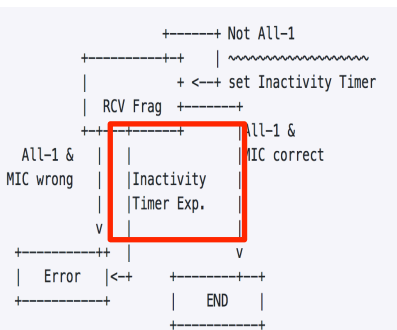 Not All-1
set Inactivity Timer
RCV Frag
All-1 &
All-1 &
MIC correct
MIC wrong
Inactivity
Timer Exp.
Error
END